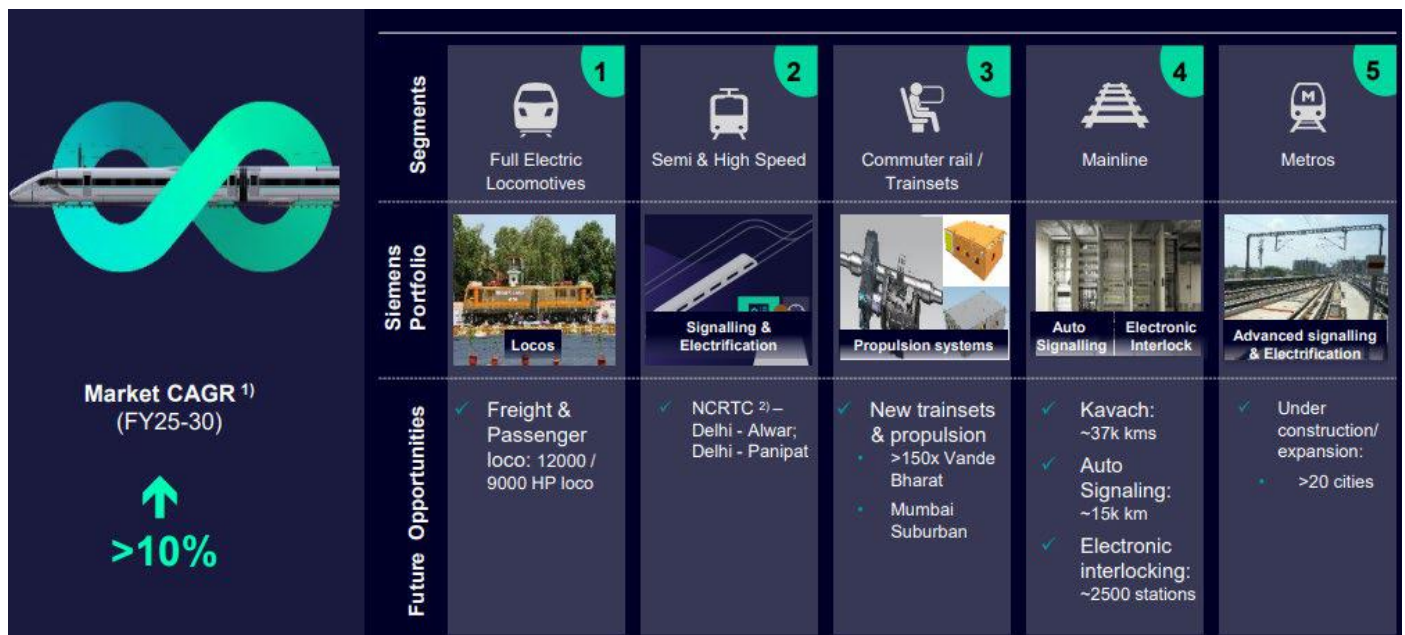 Market CAGR 1)
(FY25-30)
>10%
Segments
1
Full Electric
Locomotives
2
Semi & High Speed
3
Commuter rail /
Trainsets
4
Mainline
5
M
Metros
Siemens
Portfolio
Locos
Signalling &
Electrification
Propulsion systems
Auto
Signalling
Electronic
Interlock
Advanced signalling
& Electrification
Future Opportunities
✓ Freight &
Passenger
loco: 12000 /
9000 HP loco
✓ NCRTC 2) –
Delhi - Alwar;
Delhi - Panipat
✓ New trainsets
& propulsion
• >150x Vande
Bharat
• Mumbai
Suburban
✓ Kavach:
~37k kms
✓ Auto
Signaling:
~15k km
✓ Electronic
interlocking:
~2500 stations
✓ Under
construction/
expansion:
• >20 cities